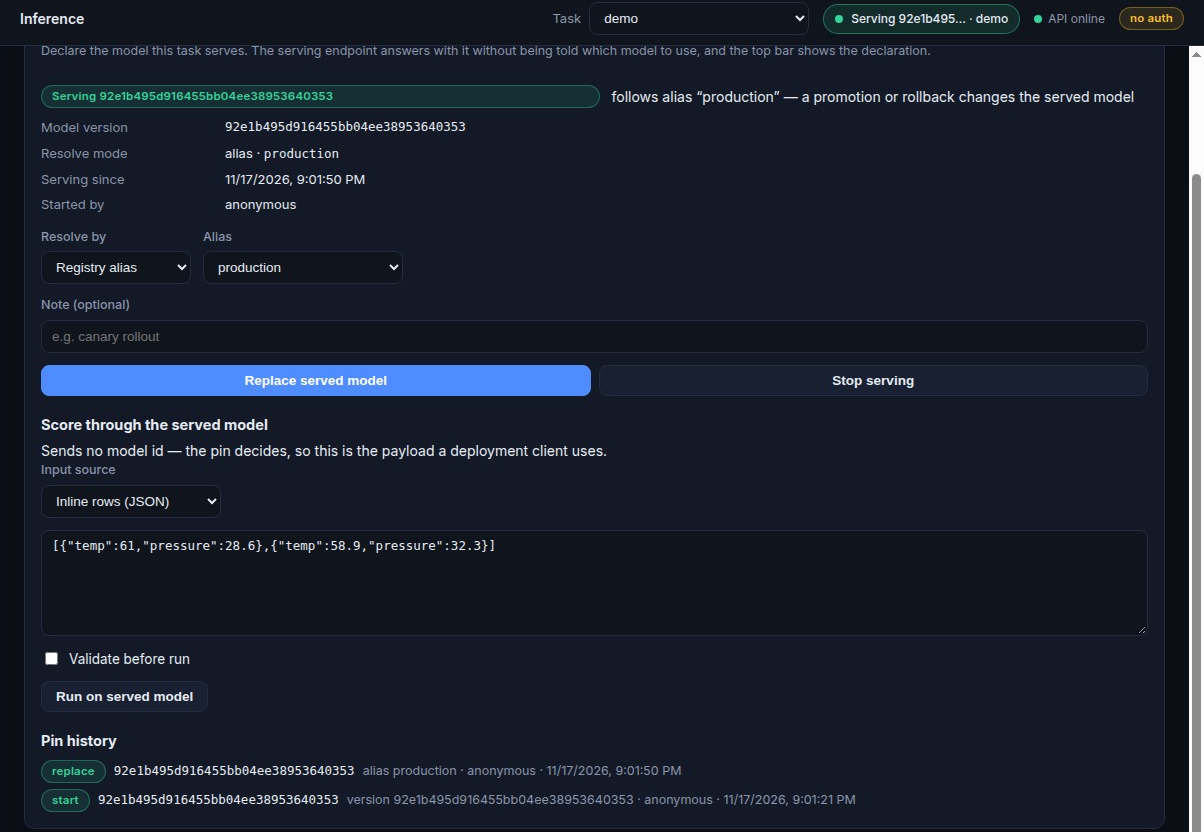 Inference
Task
demo
Serving 92e1b495… · demo
API online
no auth
Declare the model this task serves. The serving endpoint answers with it without being told which model to use, and the top bar shows the declaration.
Serving 92e1b495d916455bb04ee38953640353
follows alias “production” — a promotion or rollback changes the served model
Model version 92e1b495d916455bb04ee38953640353
Resolve mode alias · production
Serving since 11/17/2026, 9:01:50 PM
Started by anonymous
Resolve by Alias
Registry alias production
Note (optional)
e.g. canary rollout
Replace served model Stop serving
Score through the served model
Sends no model id — the pin decides, so this is the payload a deployment client uses.
Input source
Inline rows (JSON)
[{"temp":61,"pressure":28.6},{"temp":58.9,"pressure":32.3}]
Validate before run
Run on served model
Pin history
replace 92e1b495d916455bb04ee38953640353 alias production · anonymous · 11/17/2026, 9:01:50 PM
start 92e1b495d916455bb04ee38953640353 version 92e1b495d916455bb04ee38953640353 · anonymous · 11/17/2026, 9:01:21 PM